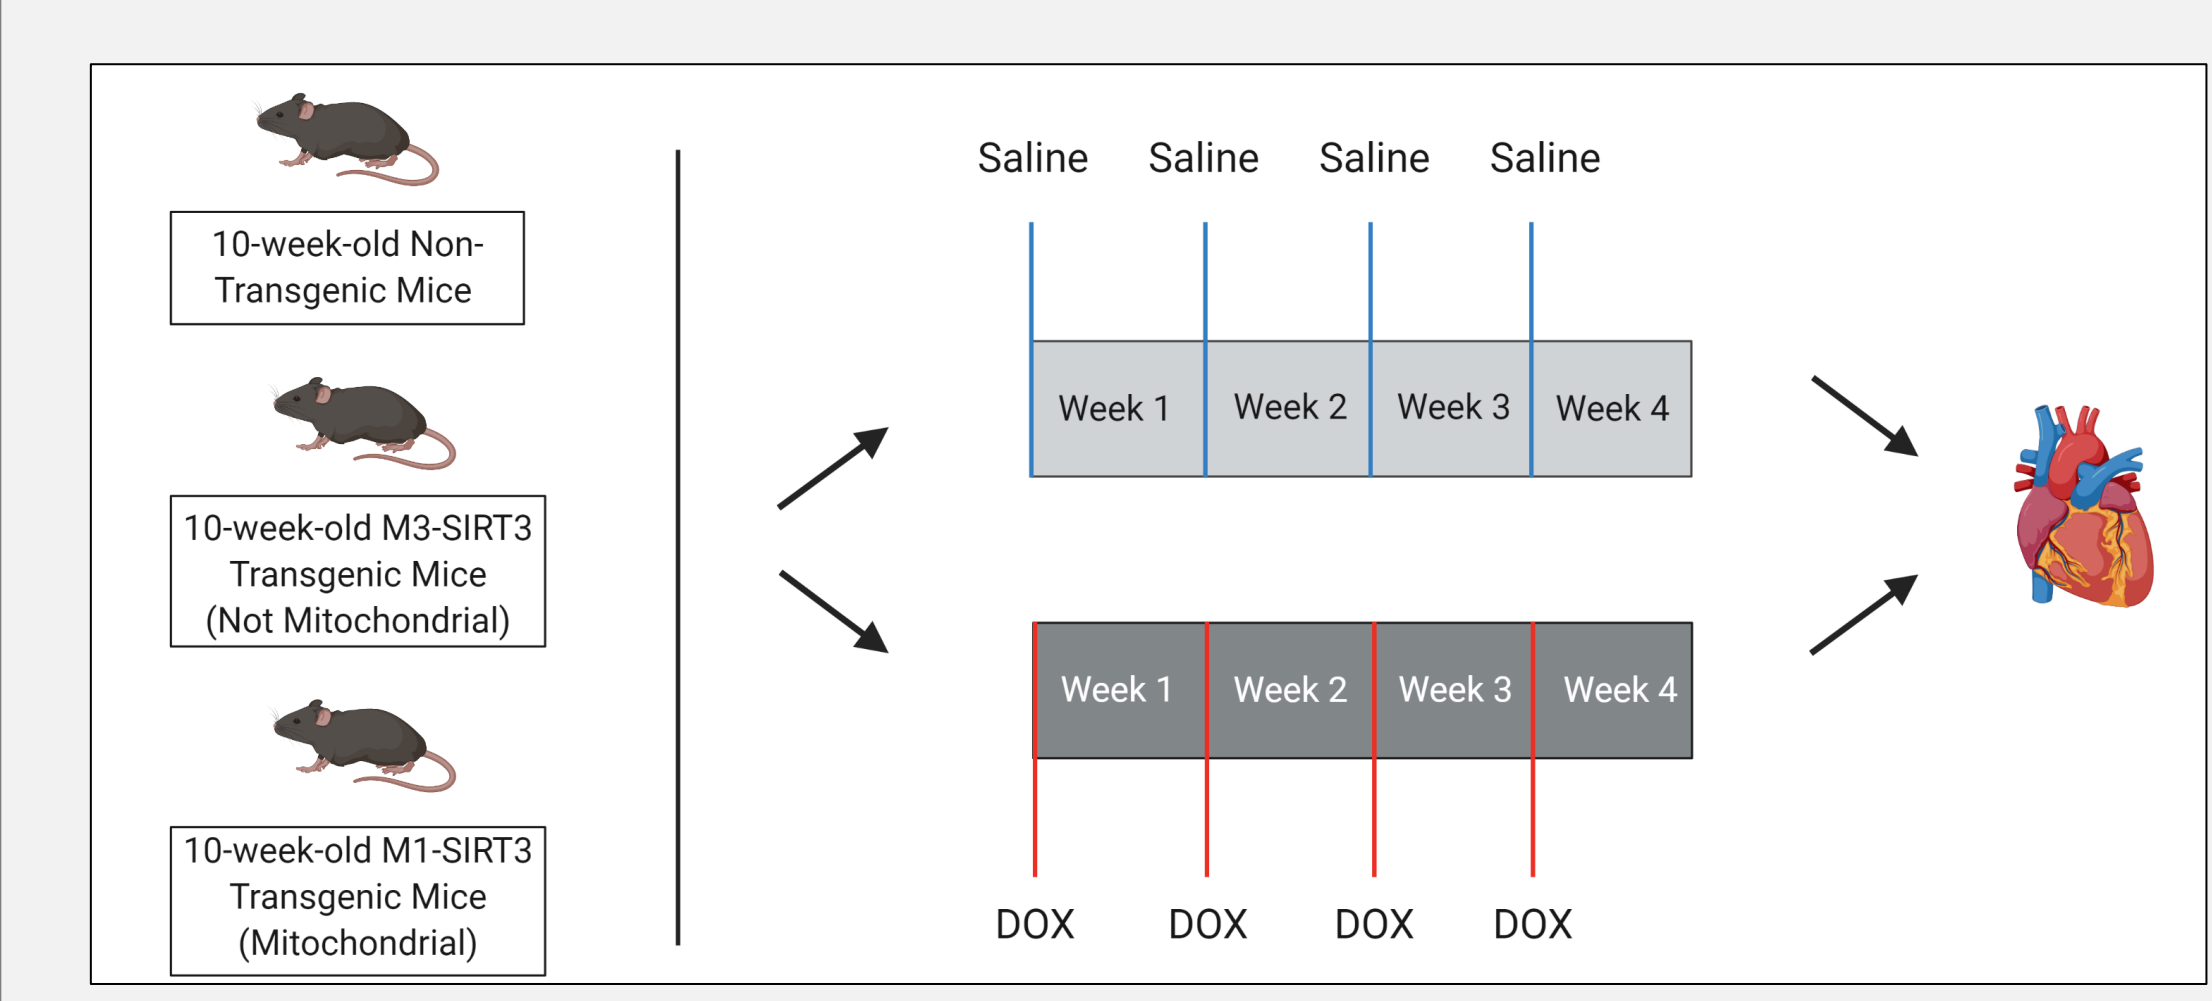 10-week-old Non-
Transgenic Mice
10-week-old M3-SIRT3
Transgenic Mice
(Not Mitochondrial)
10-week-old M1-SIRT3
Transgenic Mice
(Mitochondrial)
Saline Saline Saline Saline
Week 1 Week 2 Week 3 Week 4
Week 1 Week 2 Week 3 Week 4
DOX DOX DOX DOX